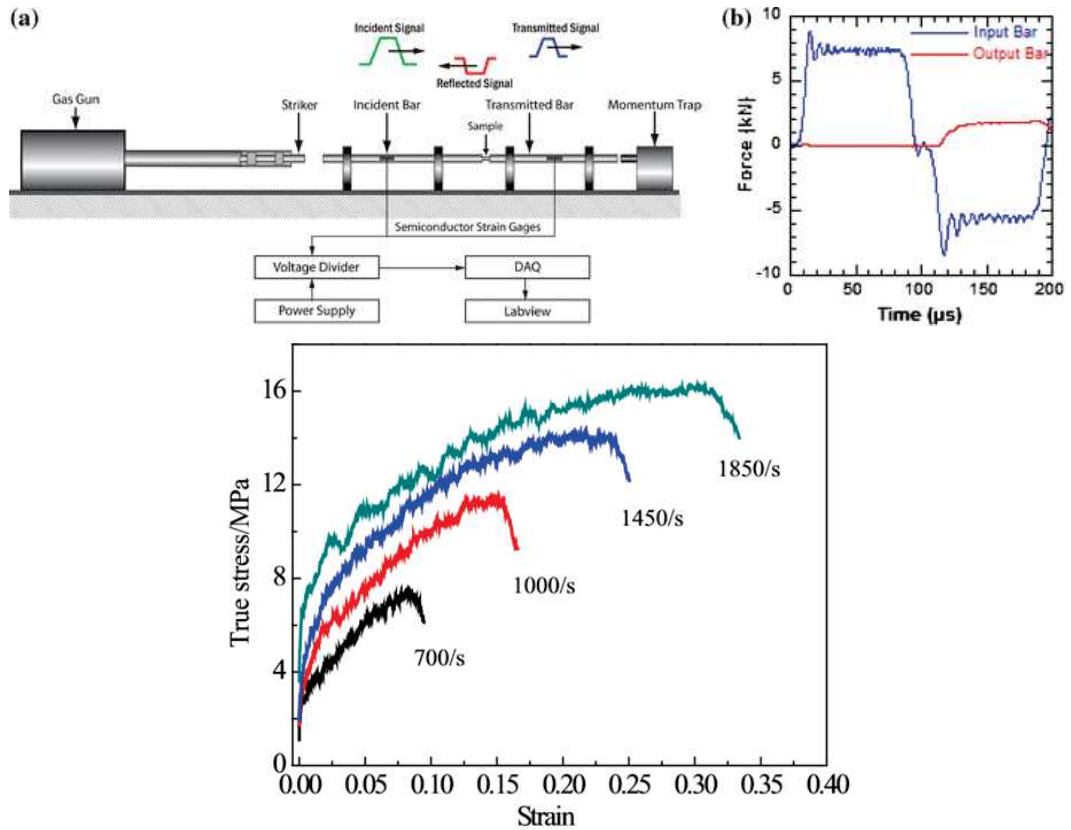 (a)
Incident Signal
Transmitted Signal
Reflected Signal
Gas Gun
Striker
Incident Bar
Sample
Transmitted Bar
Momentum Trap
Semiconductor Strain Gages
Voltage Divider
DAQ
Power Supply
Labview
(b)
10
5
0
-5
-10
Force {kN}
Input Bar
Output Bar
0
50
100
150
200
Time {µs}
16
12
8
4
0
True stress/MPa
1850/s
1450/s
1000/s
700/s
0.00
0.05
0.10
0.15
0.20
0.25
0.30
0.35
0.40
Strain